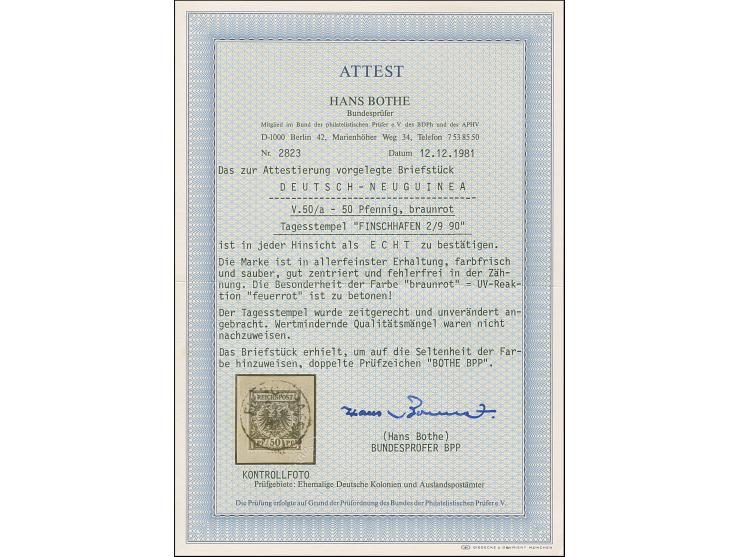 ATTEST
HANS BOTHE
Bundesprüfer
Mitglied im Bund der philatelistischen Prüfer e.V. des BDPh und des APHV
D-1000 Berlin 42, Marienhöher Weg 34, Telefon 7 53 85 50
Nr. 2823 Datum 12.12.1981
Das zur Attestierung vorgelegte Briefstück
DEUTSCH-NEUGUINEA
V.50/a - 50 Pfennig, braunrot
Tagesstempel "FINSCHHAFEN 2/9 90"
ist in jeder Hinsicht als ECHT zu bestätigen.
Die Marke ist in allerfeinster Erhaltung, farbfrisch
und sauber, gut zentriert und fehlerfrei in der Zäh-
nung. Die Besonderheit der Farbe "braunrot" = UV-Reak-
tion "feuerrot" ist zu betonen!
Der Tagesstempel wurde zeitgerecht und unverändert an-
gebracht. Wertmindernde Qualitätsmängel waren nicht
nachzuweisen.
Das Briefstück erhielt, um auf die Seltenheit der Far-
be hinzuweisen, doppelte Prüfzeichen "BOTHE BPP".
REICHSPOST
50
(Hans Bothe)
BUNDESPRÜFER BPP
KONTROLLFOTO
Prüfgebiete: Ehemalige Deutsche Kolonien und Auslandspostämter
Die Prüfung erfolgte auf Grund der Prüfordnung des Bundes der Philatelistischen Prüfer e.V.